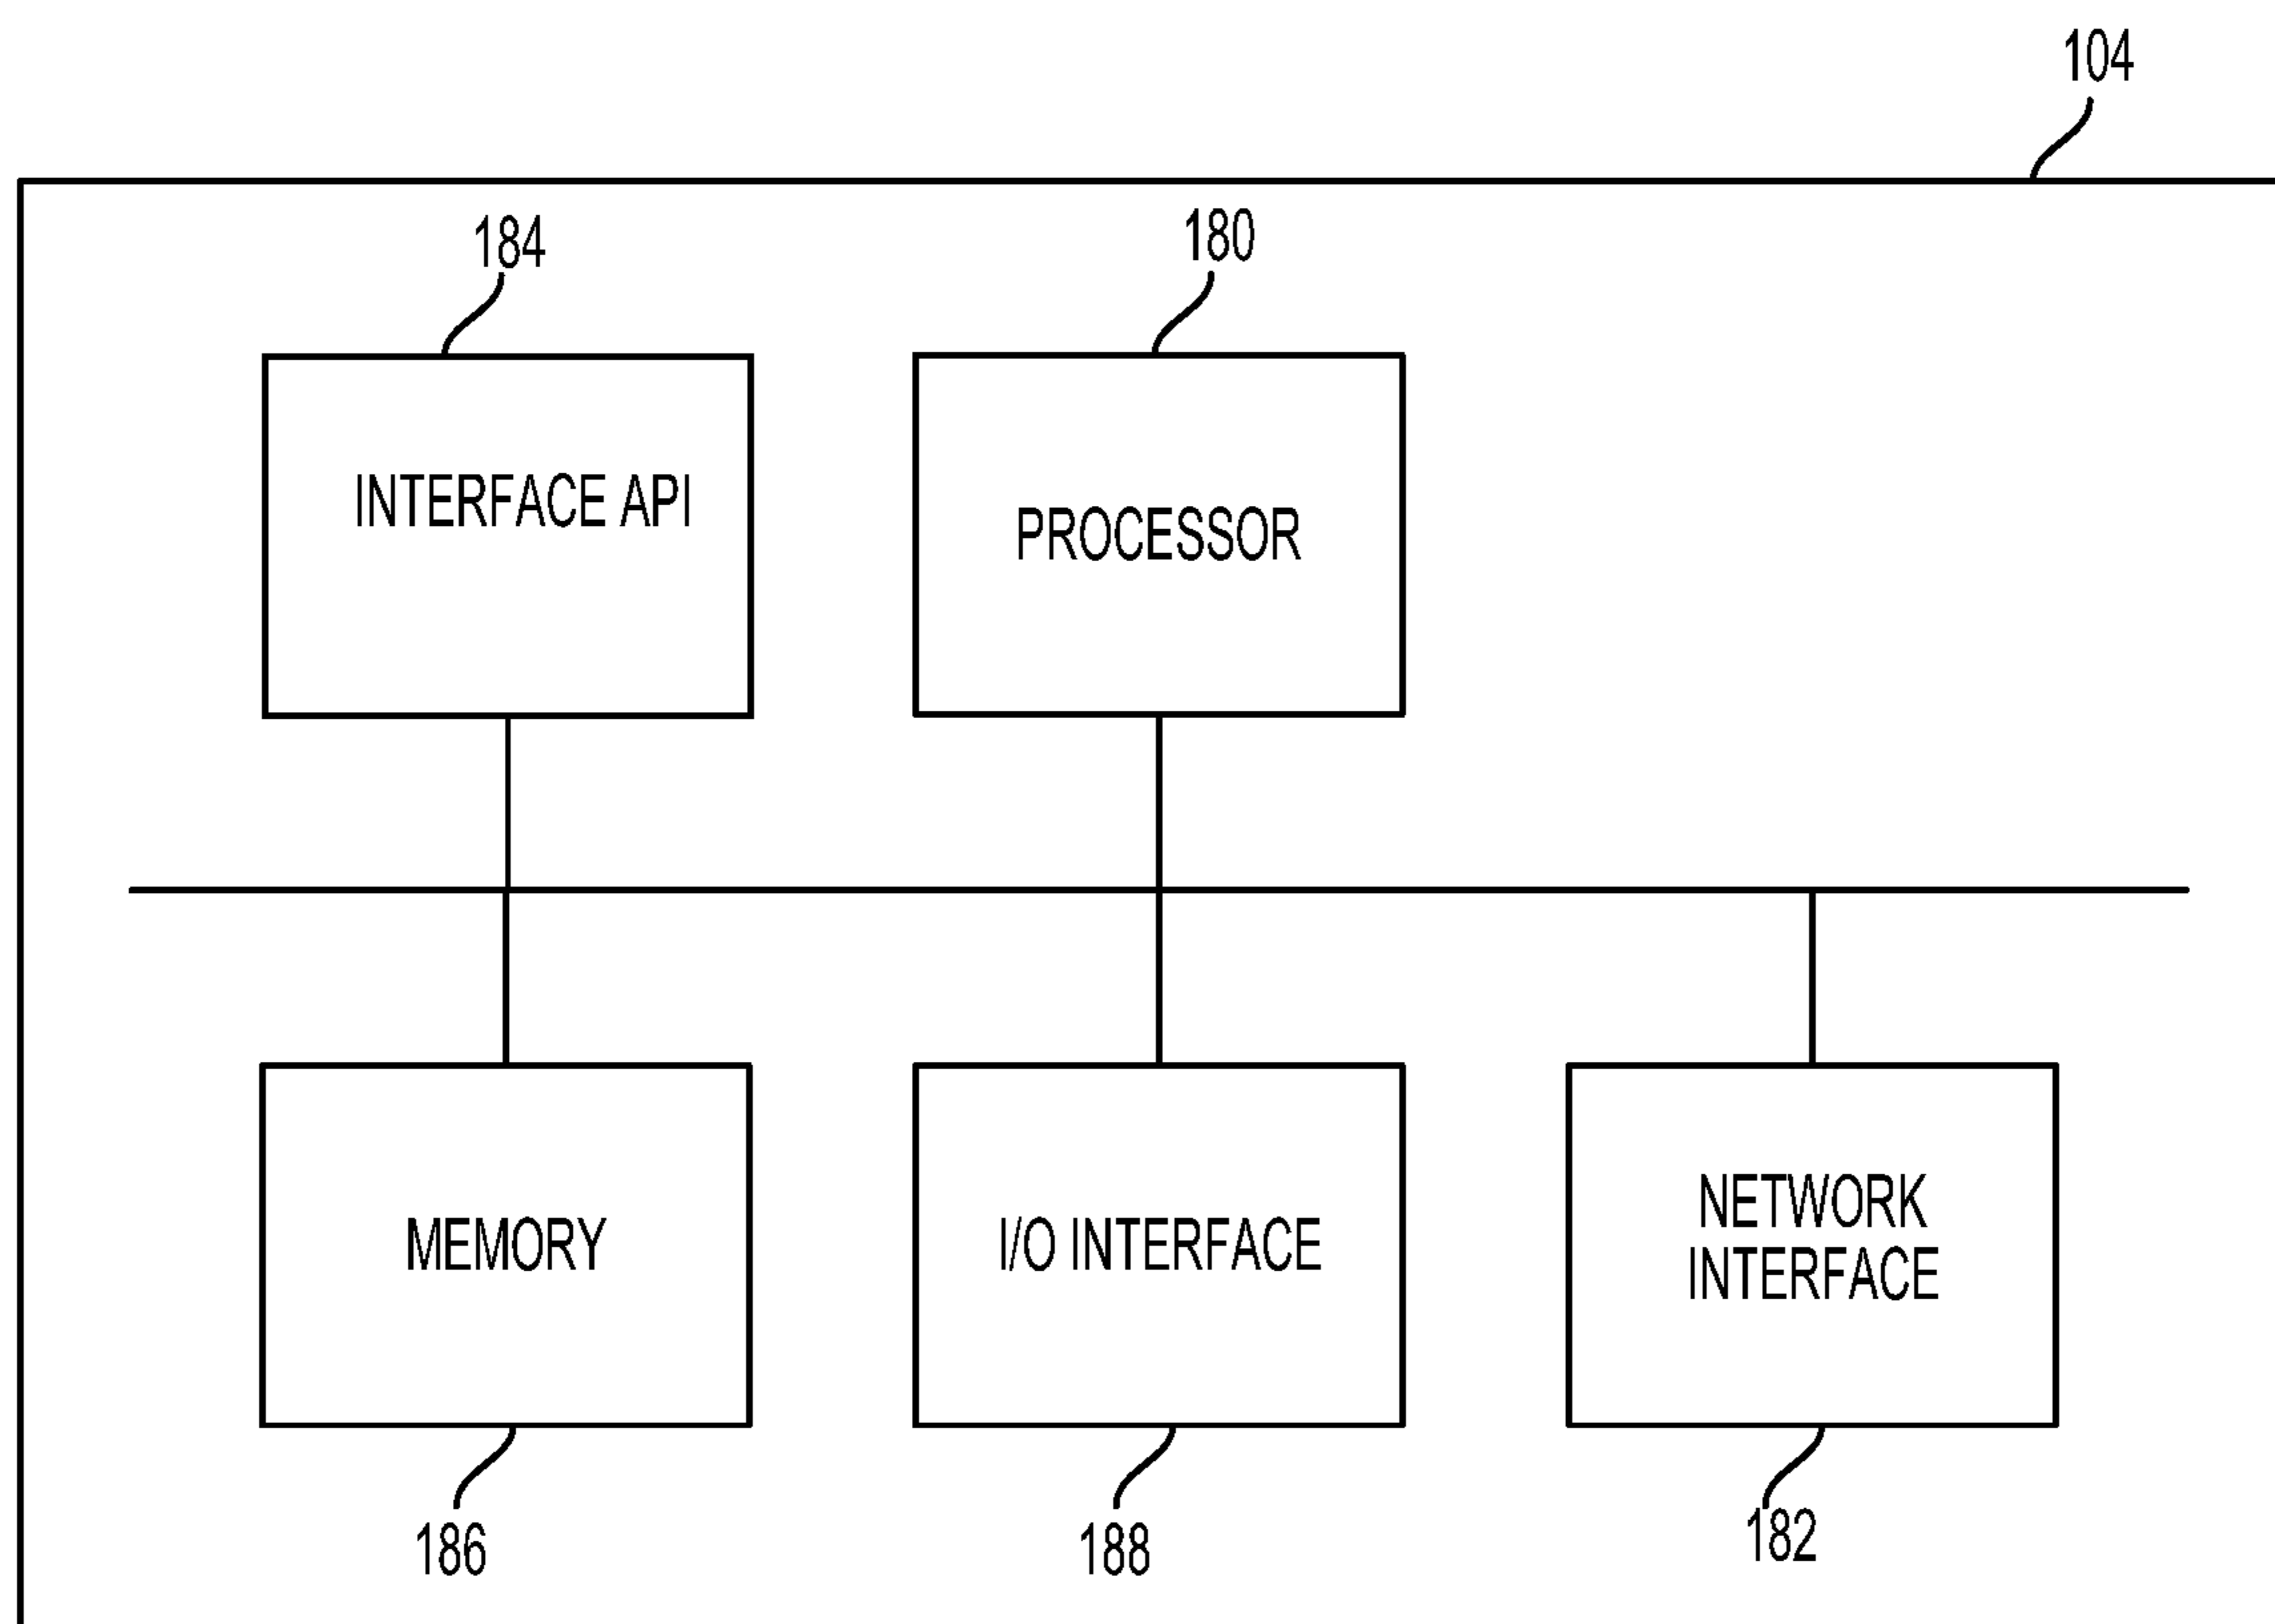 104
184
180
INTERFACE API
PROCESSOR
MEMORY
I/O INTERFACE
NETWORK
INTERFACE
186
188
182